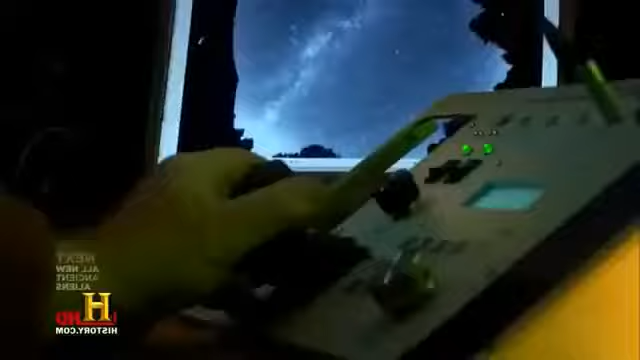 NEXT
ALL NEW
ANCIENT
ALIENS
H HD
HISTORY.COM